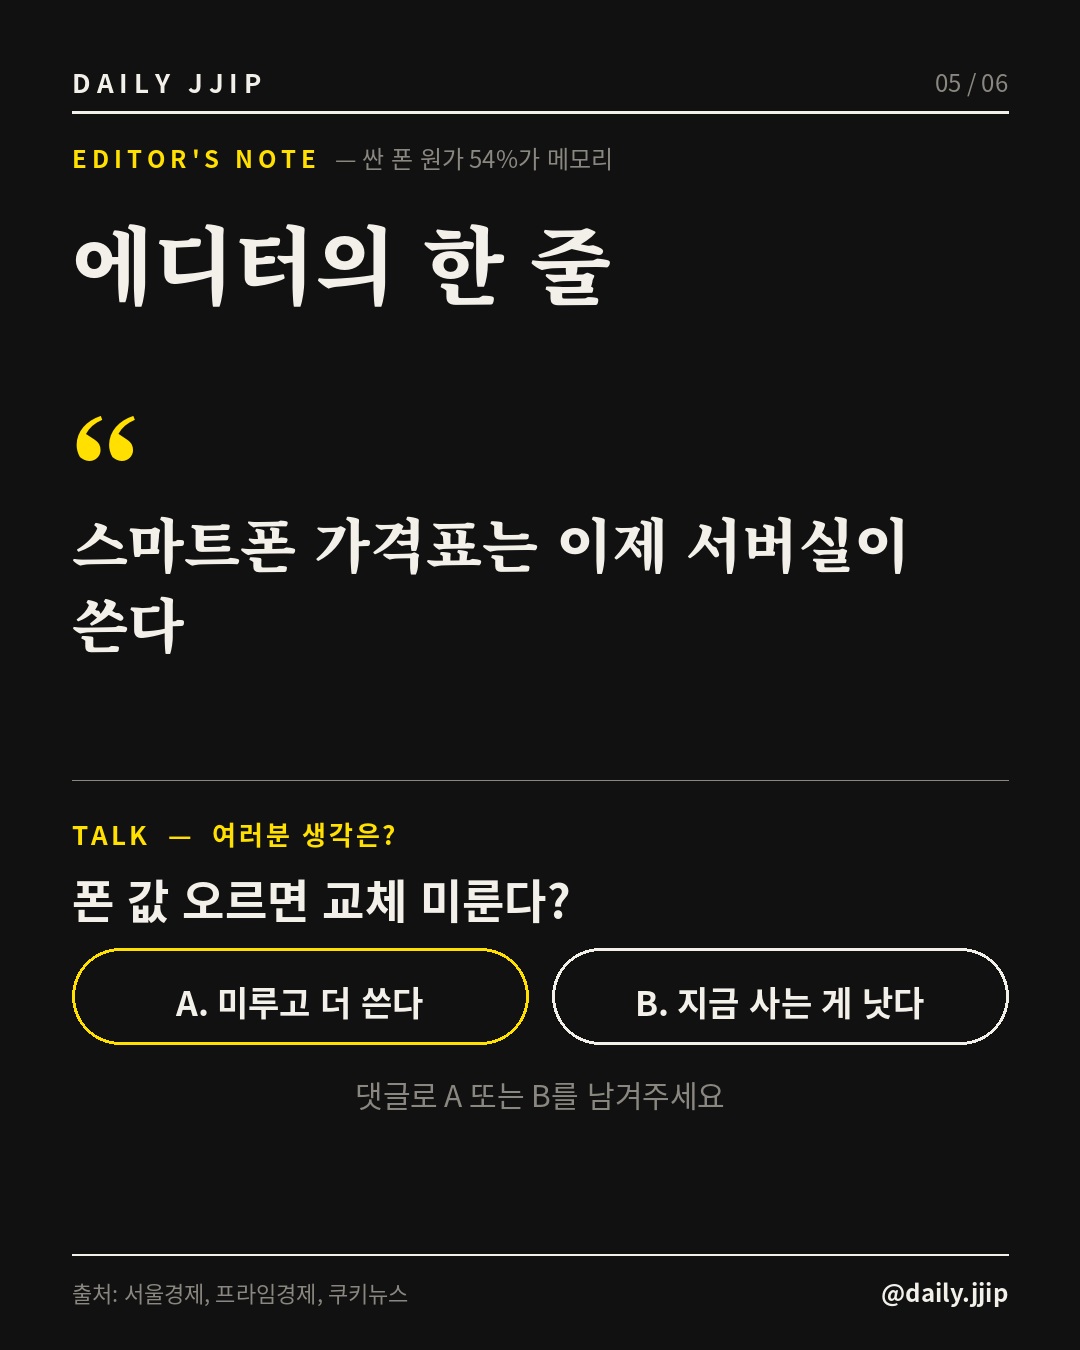 DAILY JJIP
05 / 06
EDITOR'S NOTE — 싼 폰 원가 54%가 메모리
에디터의 한 줄
“
스마트폰 가격표는 이제 서버실이
쓴다
TALK — 여러분 생각은?
폰 값 오르면 교체 미룬다?
A. 미루고 더 쓴다
B. 지금 사는 게 낫다
댓글로 A 또는 B를 남겨주세요
출처: 서울경제, 프라임경제, 쿠키뉴스
@daily.jjip